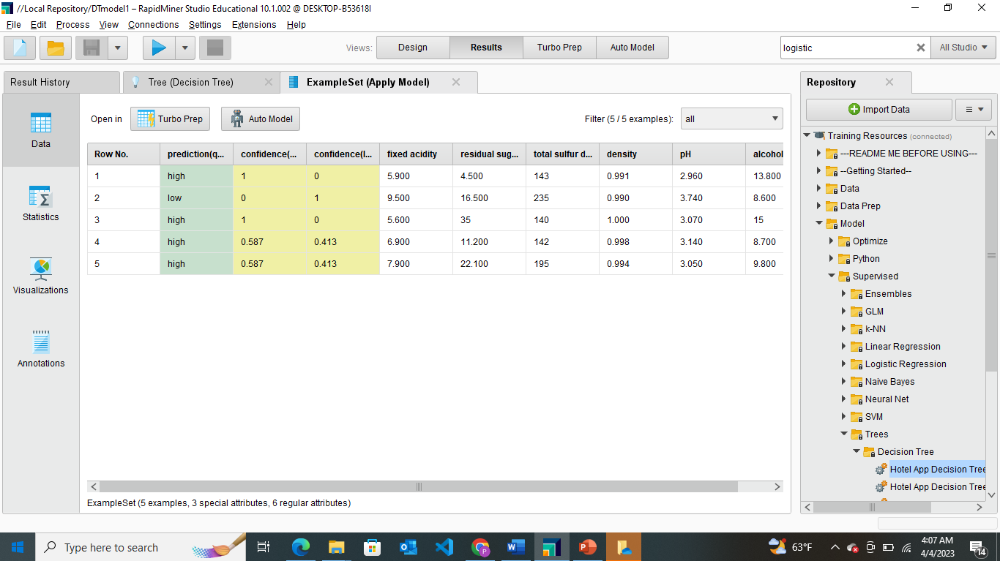 //Local Repository/DTmodel1 – RapidMiner Studio Educational 10.1.002 @ DESKTOP-B53618I
File Edit Process View Connections Settings Extensions Help
Views: Design Results Turbo Prep Auto Model logistic All Studio
Result History Tree (Decision Tree) ExampleSet (Apply Model)
Repository
Data
Statistics
Visualizations
Annotations
Open in Turbo Prep Auto Model Filter (5 / 5 examples): all
Row No. prediction(q... confidence(... confidence(l... fixed acidity residual sug... total sulfur d... density pH alcohol
1 high 1 0 5.900 4.500 143 0.991 2.960 13.800
2 low 0 1 9.500 16.500 235 0.990 3.740 8.600
3 high 1 0 5.600 35 140 1.000 3.070 15
4 high 0.587 0.413 6.900 11.200 142 0.998 3.140 8.700
5 high 0.587 0.413 7.900 22.100 195 0.994 3.050 9.800
ExampleSet (5 examples, 3 special attributes, 6 regular attributes)
Import Data
Training Resources (connected)
---README ME BEFORE USING---
--Getting Started--
Data
Data Prep
Model
Optimize
Python
Supervised
Ensembles
GLM
k-NN
Linear Regression
Logistic Regression
Naive Bayes
Neural Net
SVM
Trees
Decision Tree
Hotel App Decision Tree
Hotel App Decision Tree
Type here to search
63°F
4:07 AM
4/4/2023
14